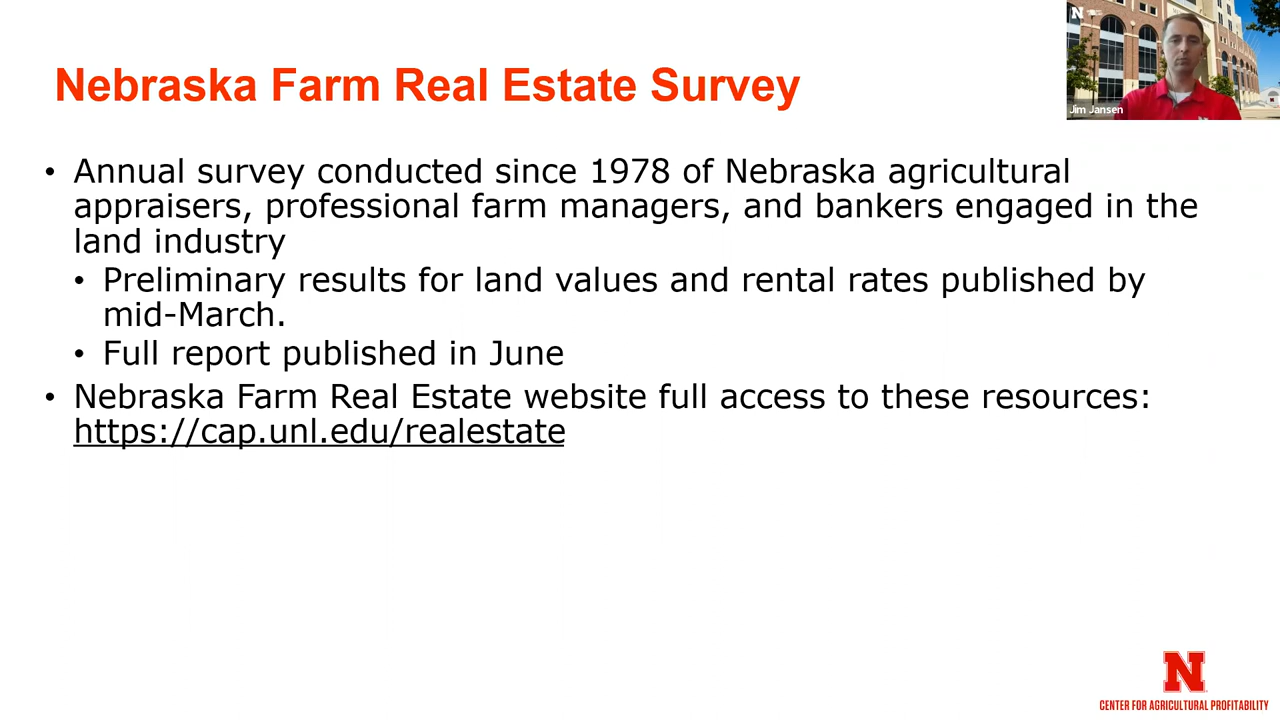 N
Jim Jansen
Nebraska Farm Real Estate Survey
• Annual survey conducted since 1978 of Nebraska agricultural
appraisers, professional farm managers, and bankers engaged in the
land industry
• Preliminary results for land values and rental rates published by
mid-March.
• Full report published in June
• Nebraska Farm Real Estate website full access to these resources:
https://cap.unl.edu/realestate
N
CENTER FOR AGRICULTURAL PROFITABILITY